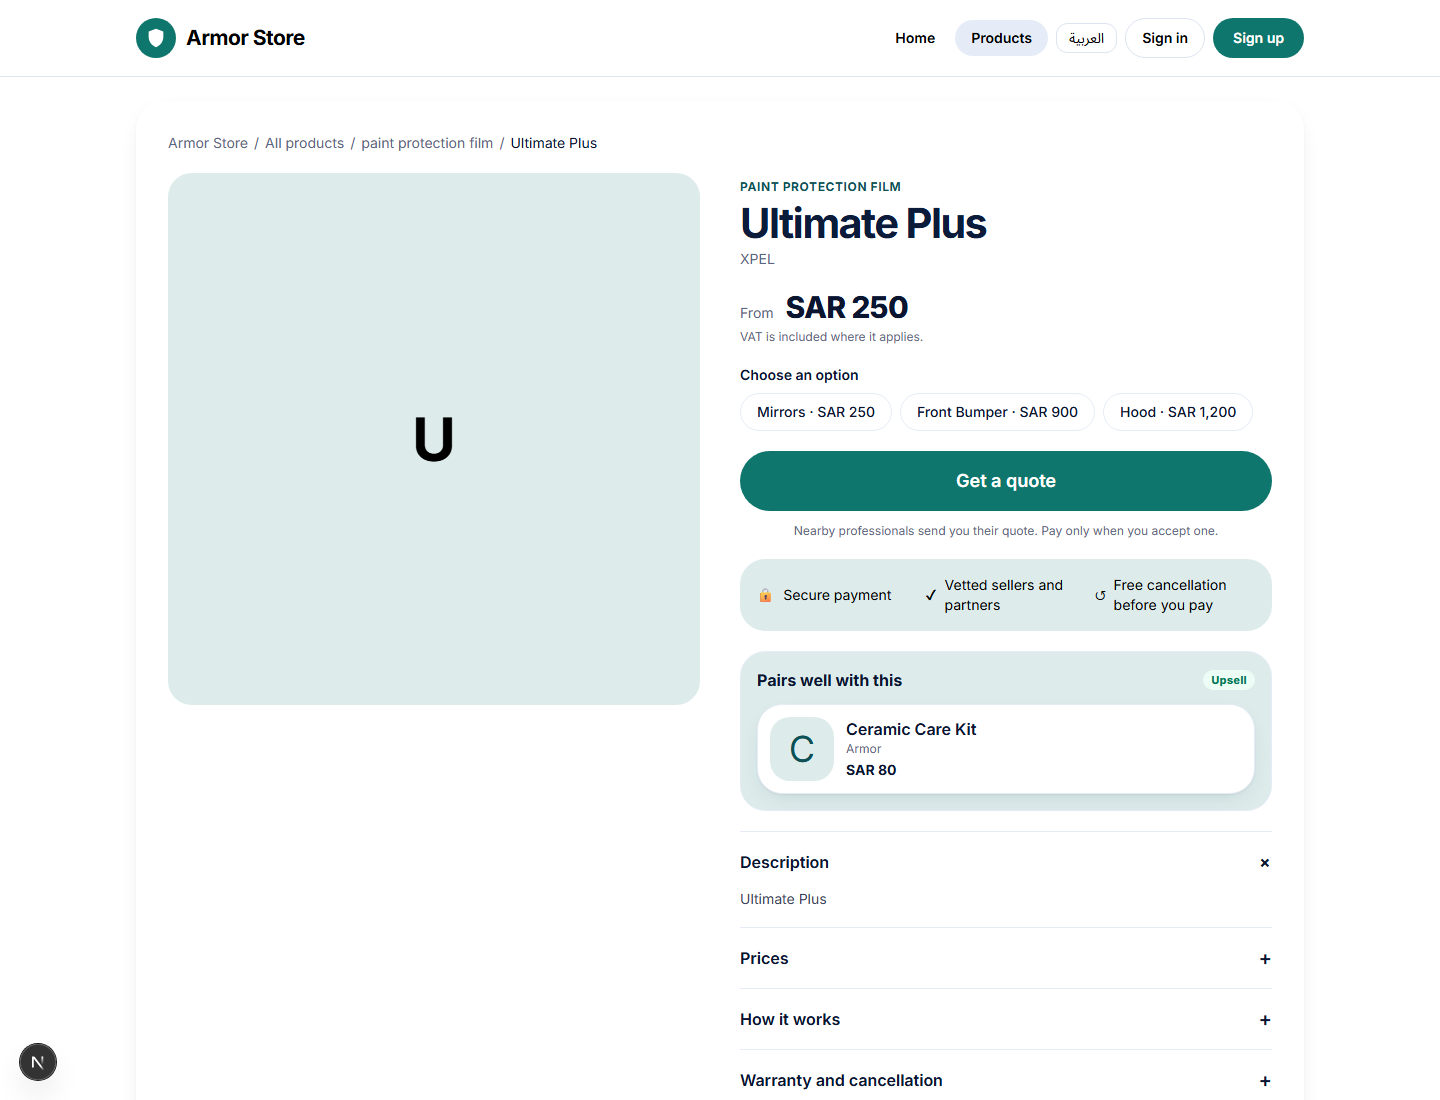 Armor Store
Home
Products
العربية
Sign in
Sign up
Armor Store / All products / paint protection film / Ultimate Plus
U
PAINT PROTECTION FILM
Ultimate Plus
XPEL
From SAR 250
VAT is included where it applies.
Choose an option
Mirrors · SAR 250
Front Bumper · SAR 900
Hood · SAR 1,200
Get a quote
Nearby professionals send you their quote. Pay only when you accept one.
Secure payment
Vetted sellers and
partners
Free cancellation
before you pay
Pairs well with this
Upsell
C
Ceramic Care Kit
Armor
SAR 80
Description
Ultimate Plus
Prices
How it works
Warranty and cancellation
N